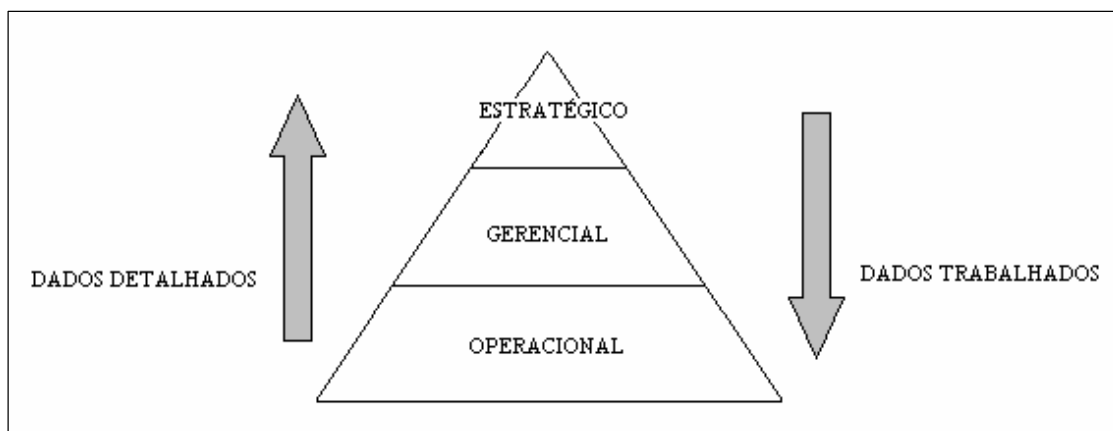 ESTRATÉGICO
GERENCIAL
DADOS DETALHADOS
DADOS TRABALHADOS
OPERACIONAL